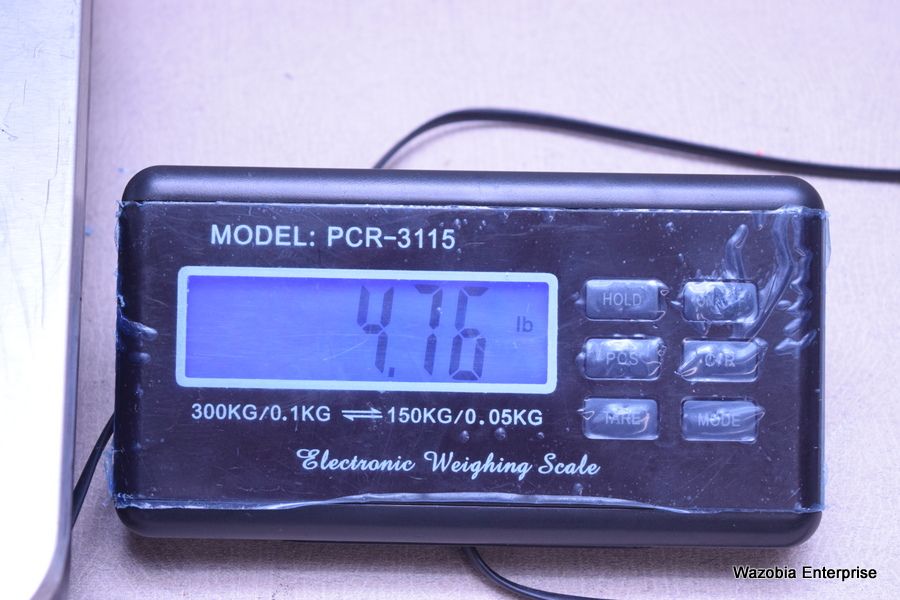 MODEL: PCR-3115
4.76 lb
HOLD
PCS
TARE MODE
300KG/0.1KG ⇌ 150KG/0.05KG
Electronic Weighing Scale
Wazobia Enterprise